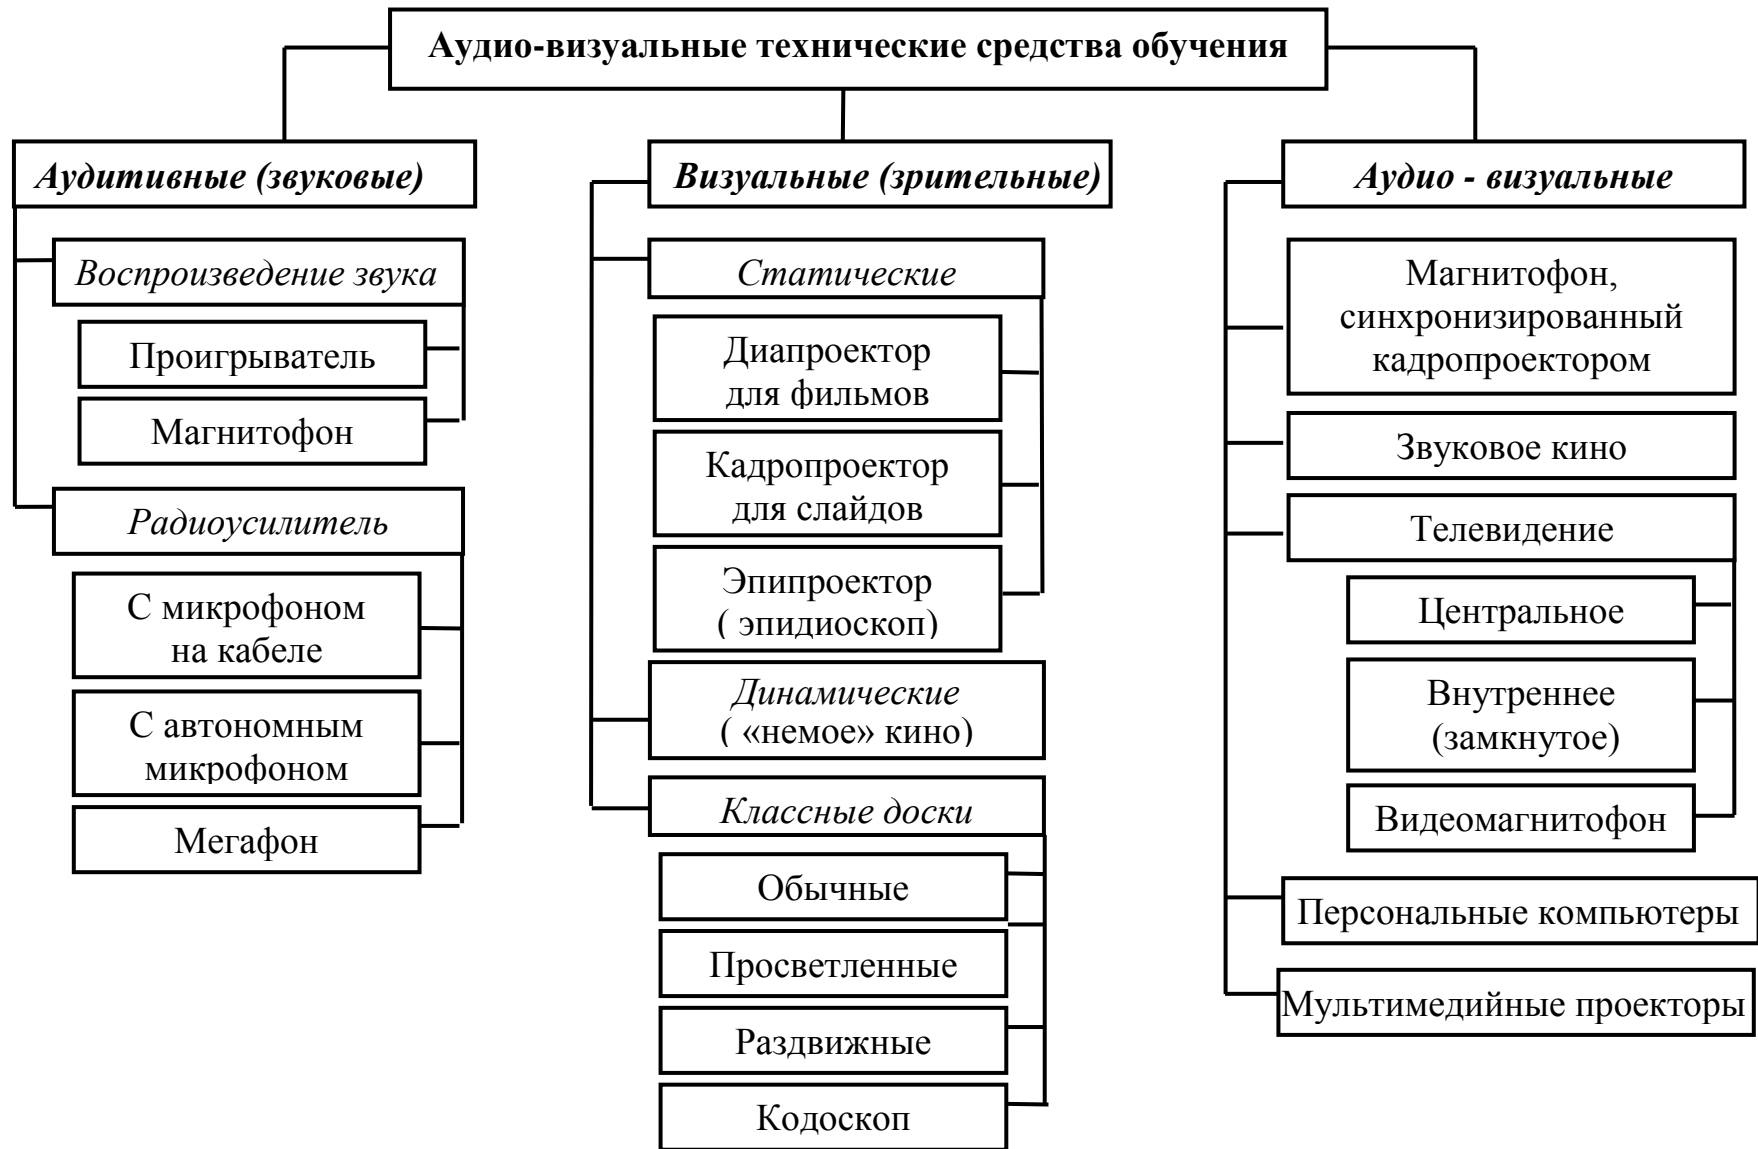 Аудио-визуальные технические средства обучения
Аудитивные (звуковые)
Воспроизведение звука
Проигрыватель
Магнитофон
Радиоусилитель
С микрофоном
на кабеле
С автономным
микрофоном
Мегафон
Визуальные (зрительные)
Статические
Диапроектор
для фильмов
Кадропроектор
для слайдов
Эпипроектор
( эпидиоскоп)
Динамические
( «немое» кино)
Классные доски
Обычные
Просветленные
Раздвижные
Кодоскоп
Аудио - визуальные
Магнитофон,
синхронизированный
кадропроектором
Звуковое кино
Телевидение
Центральное
Внутреннее
(замкнутое)
Видеомагнитофон
Персональные компьютеры
Мультимедийные проекторы